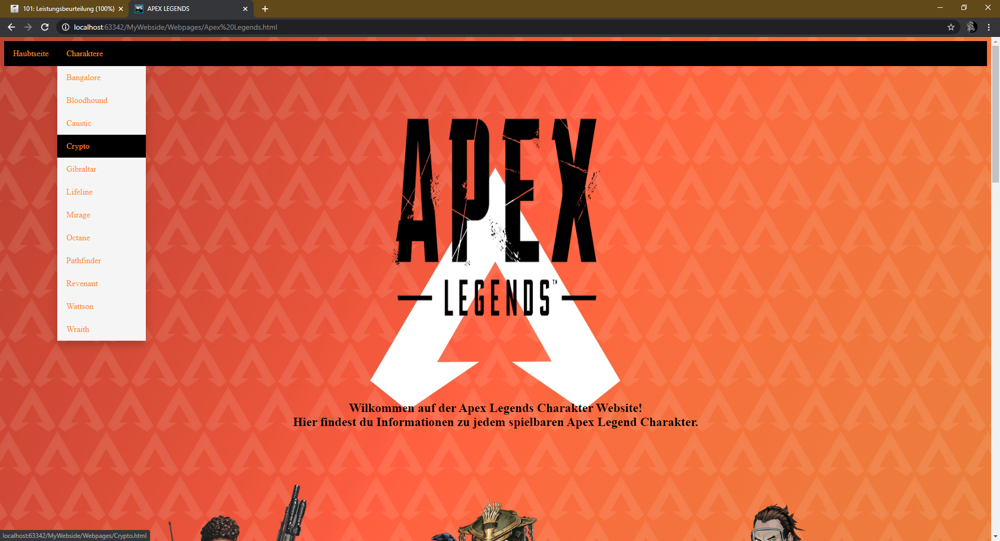 101: Leistungsbeurteilung (100%)
WS APEX LEGENDS
localhost:63342/MyWebside/Webpages/Apex%20Legends.html
Haubtseite Charaktere
Bangalore
Bloodhound
Caustic
Crypto
Gibraltar
Lifeline
Mirage
Octane
Pathfinder
Revenant
Wattson
Wraith
APEX
LEGENDS™
Wilkommen auf der Apex Legends Charakter Website!
Hier findest du Informationen zu jedem spielbaren Apex Legend Charakter.
localhost:63342/MyWebside/Webpages/Crypto.html